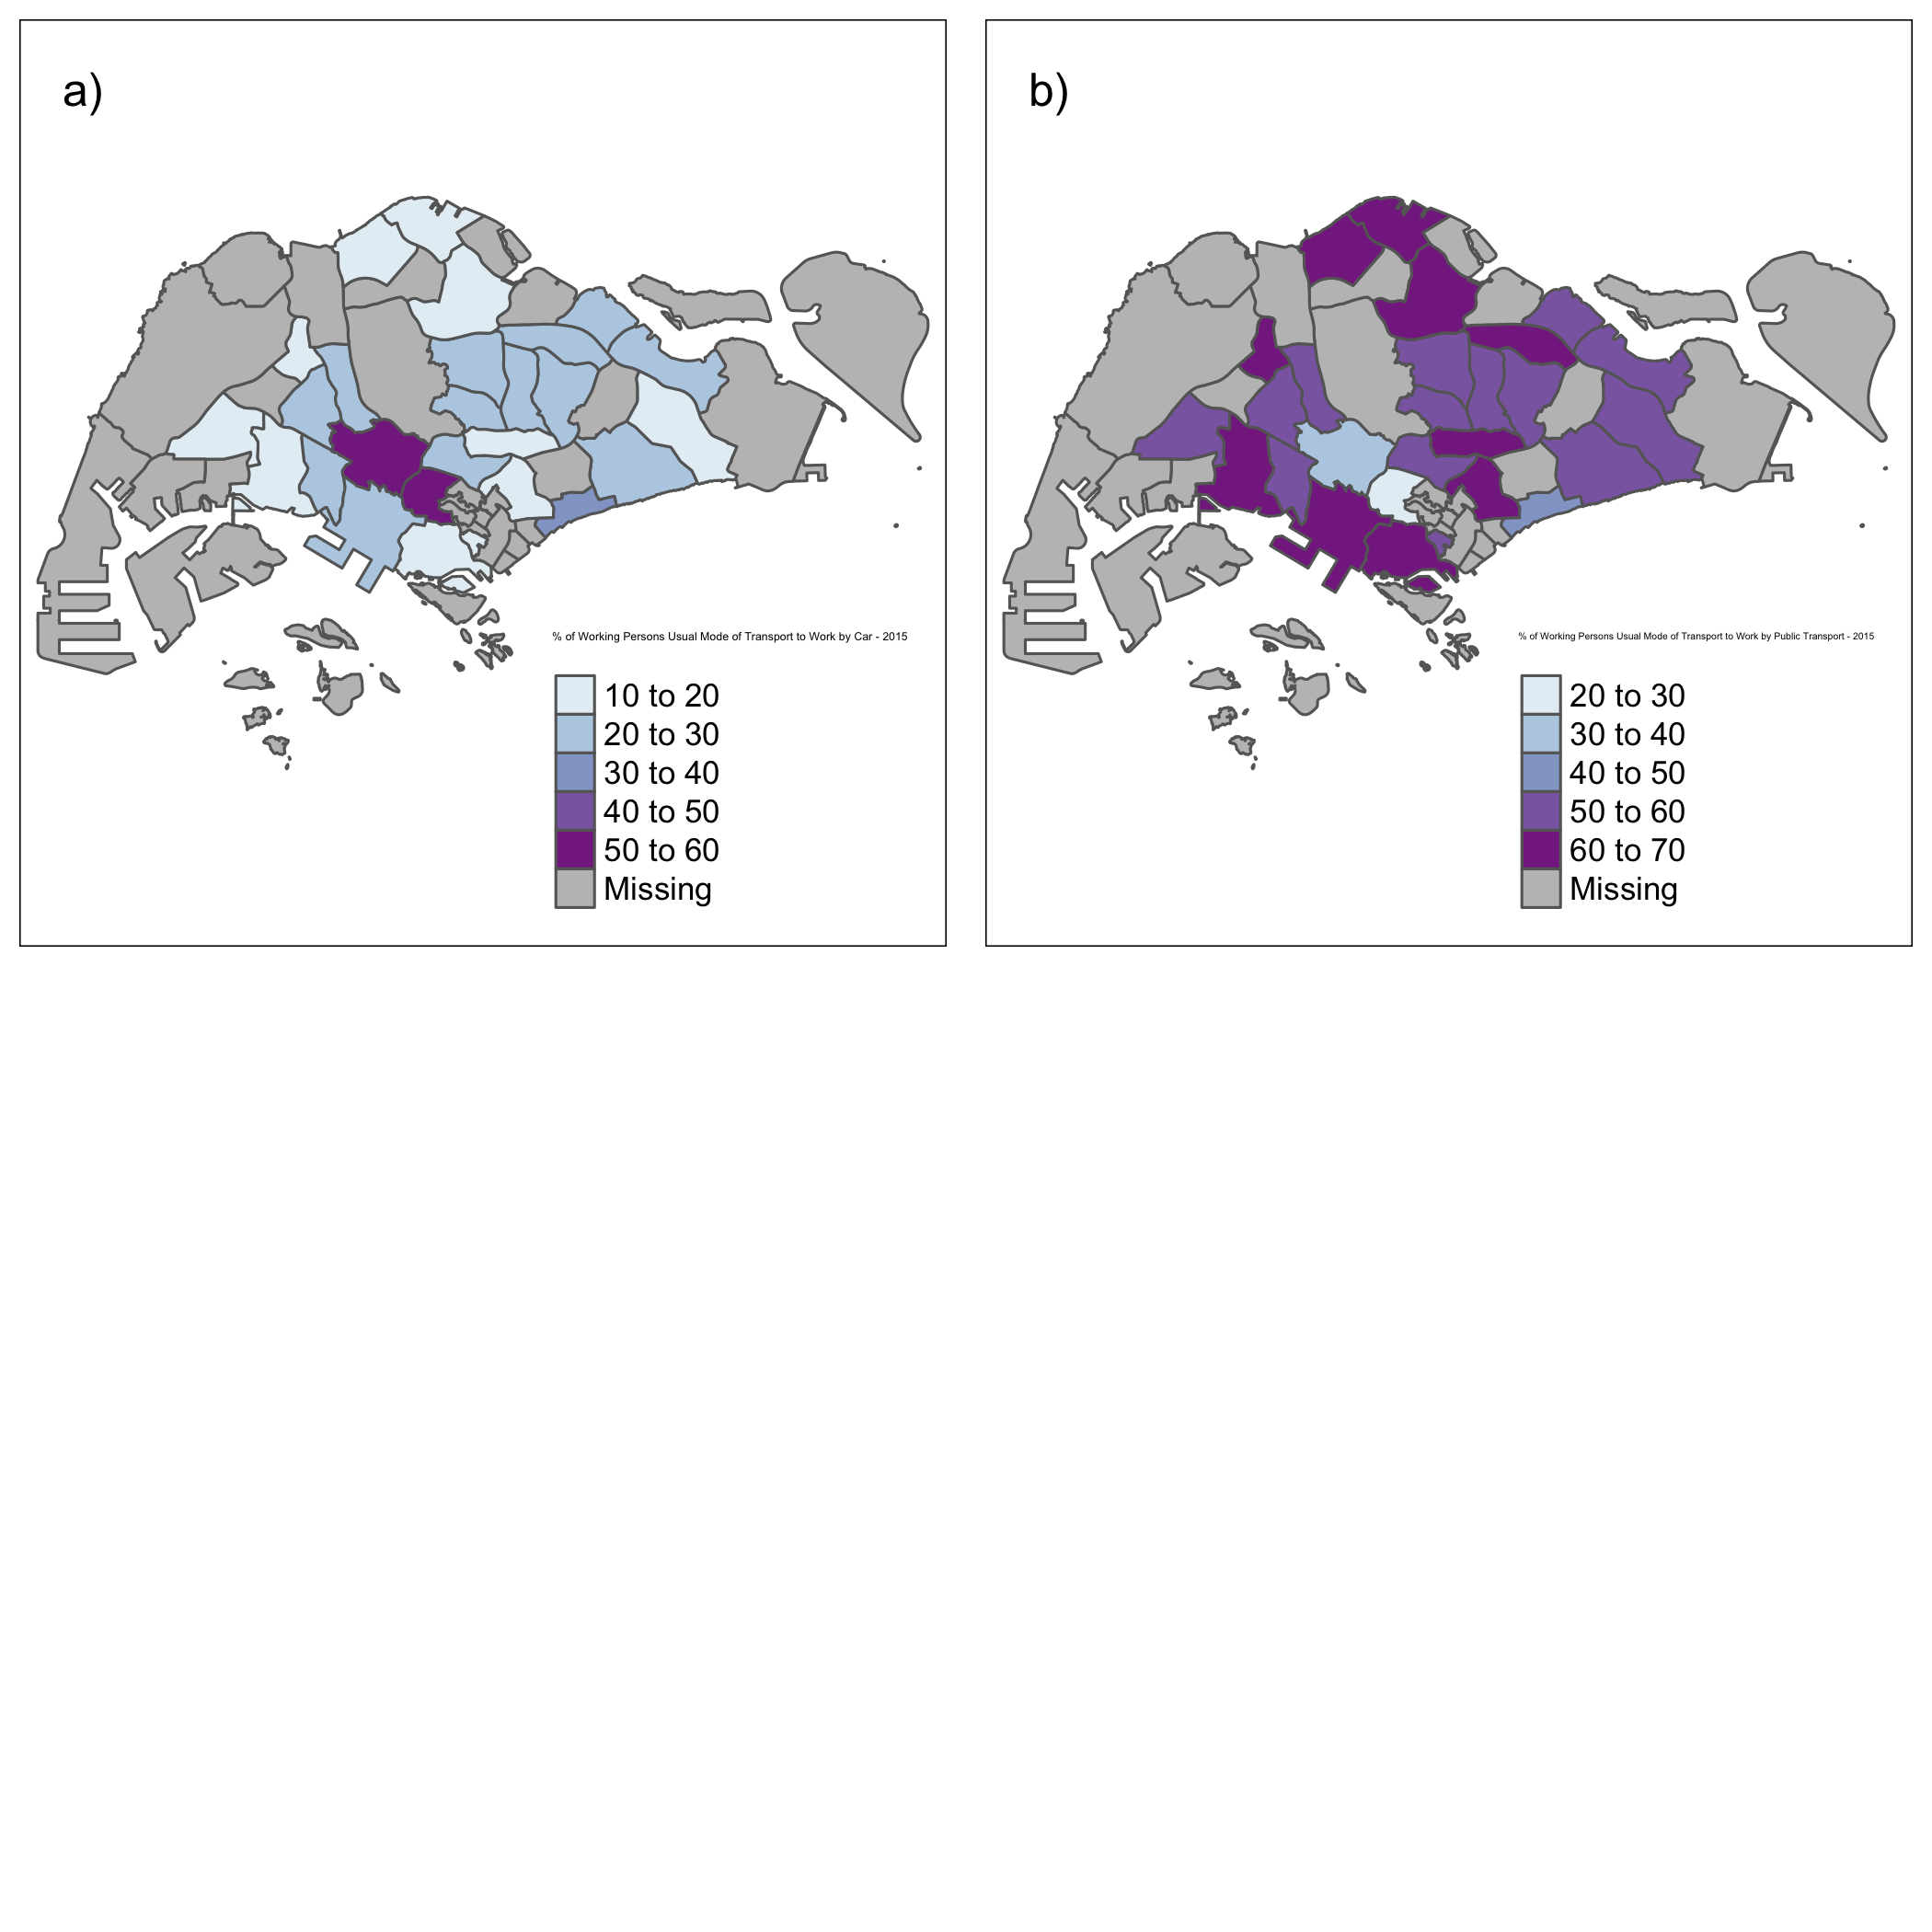 a)
% of Working Persons Usual Mode of Transport to Work by Car - 2015
10 to 20
20 to 30
30 to 40
40 to 50
50 to 60
Missing
b)
% of Working Persons Usual Mode of Transport to Work by Public Transport - 2015
20 to 30
30 to 40
40 to 50
50 to 60
60 to 70
Missing